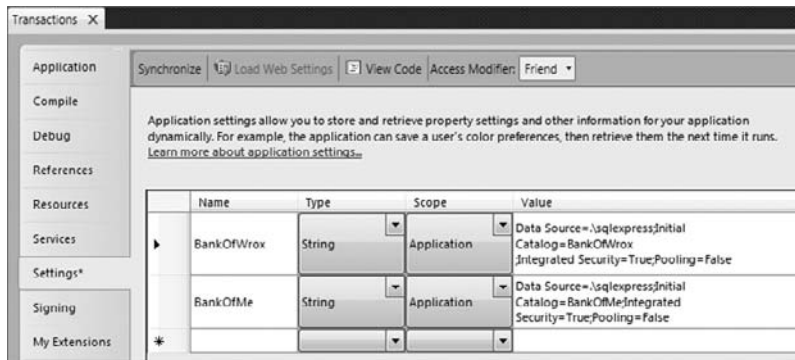 Transactions X
Application
Compile
Debug
References
Resources
Services
Settings*
Signing
My Extensions
Synchronize Load Web Settings View Code Access Modifier: Friend
Application settings allow you to store and retrieve property settings and other information for your application
dynamically. For example, the application can save a user's color preferences, then retrieve them the next time it runs.
Learn more about application settings...
Name Type Scope Value
BankOfWrox String Application Data Source=.\sqlexpress;Initial
Catalog=BankOfWrox
;Integrated Security=True;Pooling=False
BankOfMe String Application Data Source=.\sqlexpress;Initial
Catalog=BankOfMe;Integrated
Security=True;Pooling=False
*